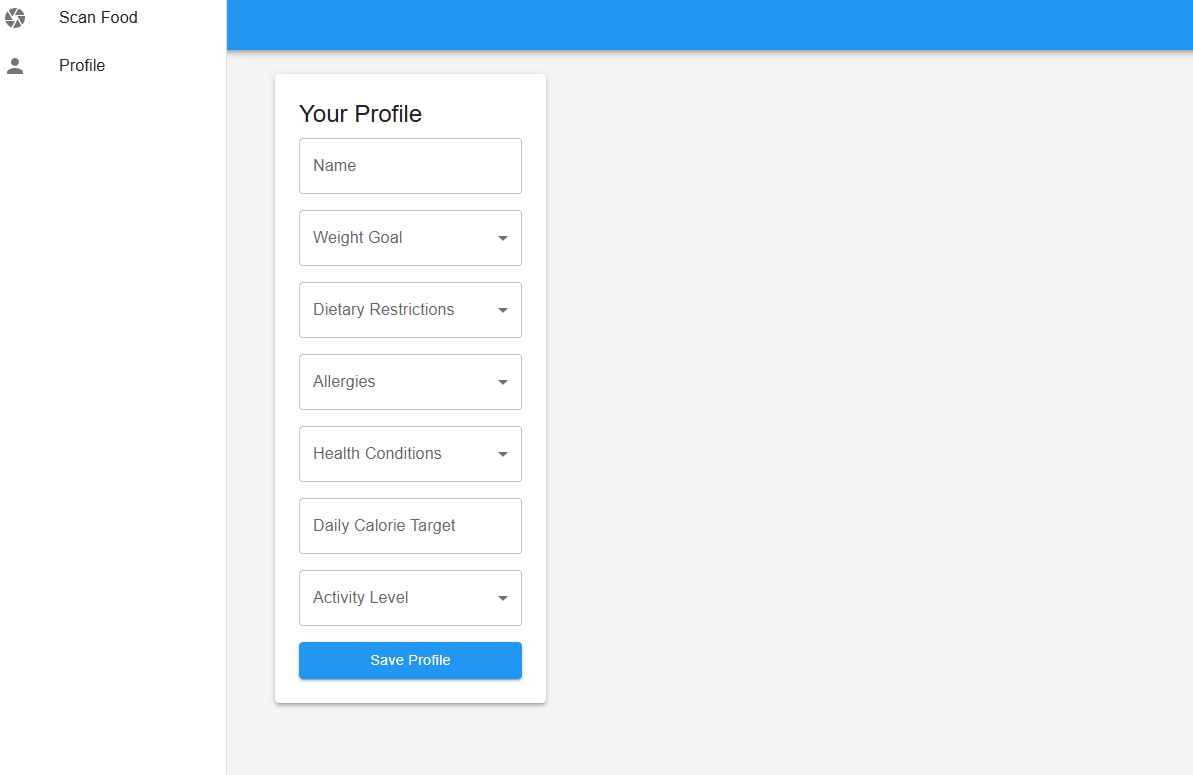 Scan Food
Profile
Your Profile
Name
Weight Goal
Dietary Restrictions
Allergies
Health Conditions
Daily Calorie Target
Activity Level
Save Profile